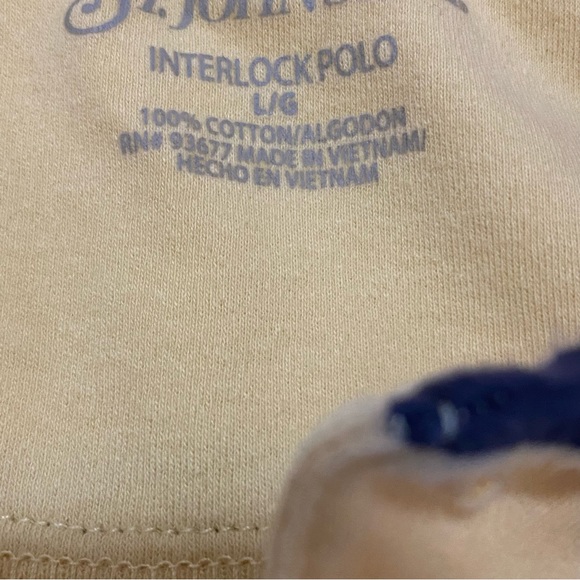 INTERLOCK POLO
L/G
100% COTTON/ALGODON
RN# 93677 MADE IN VIETNAM/
HECHO EN VIETNAM